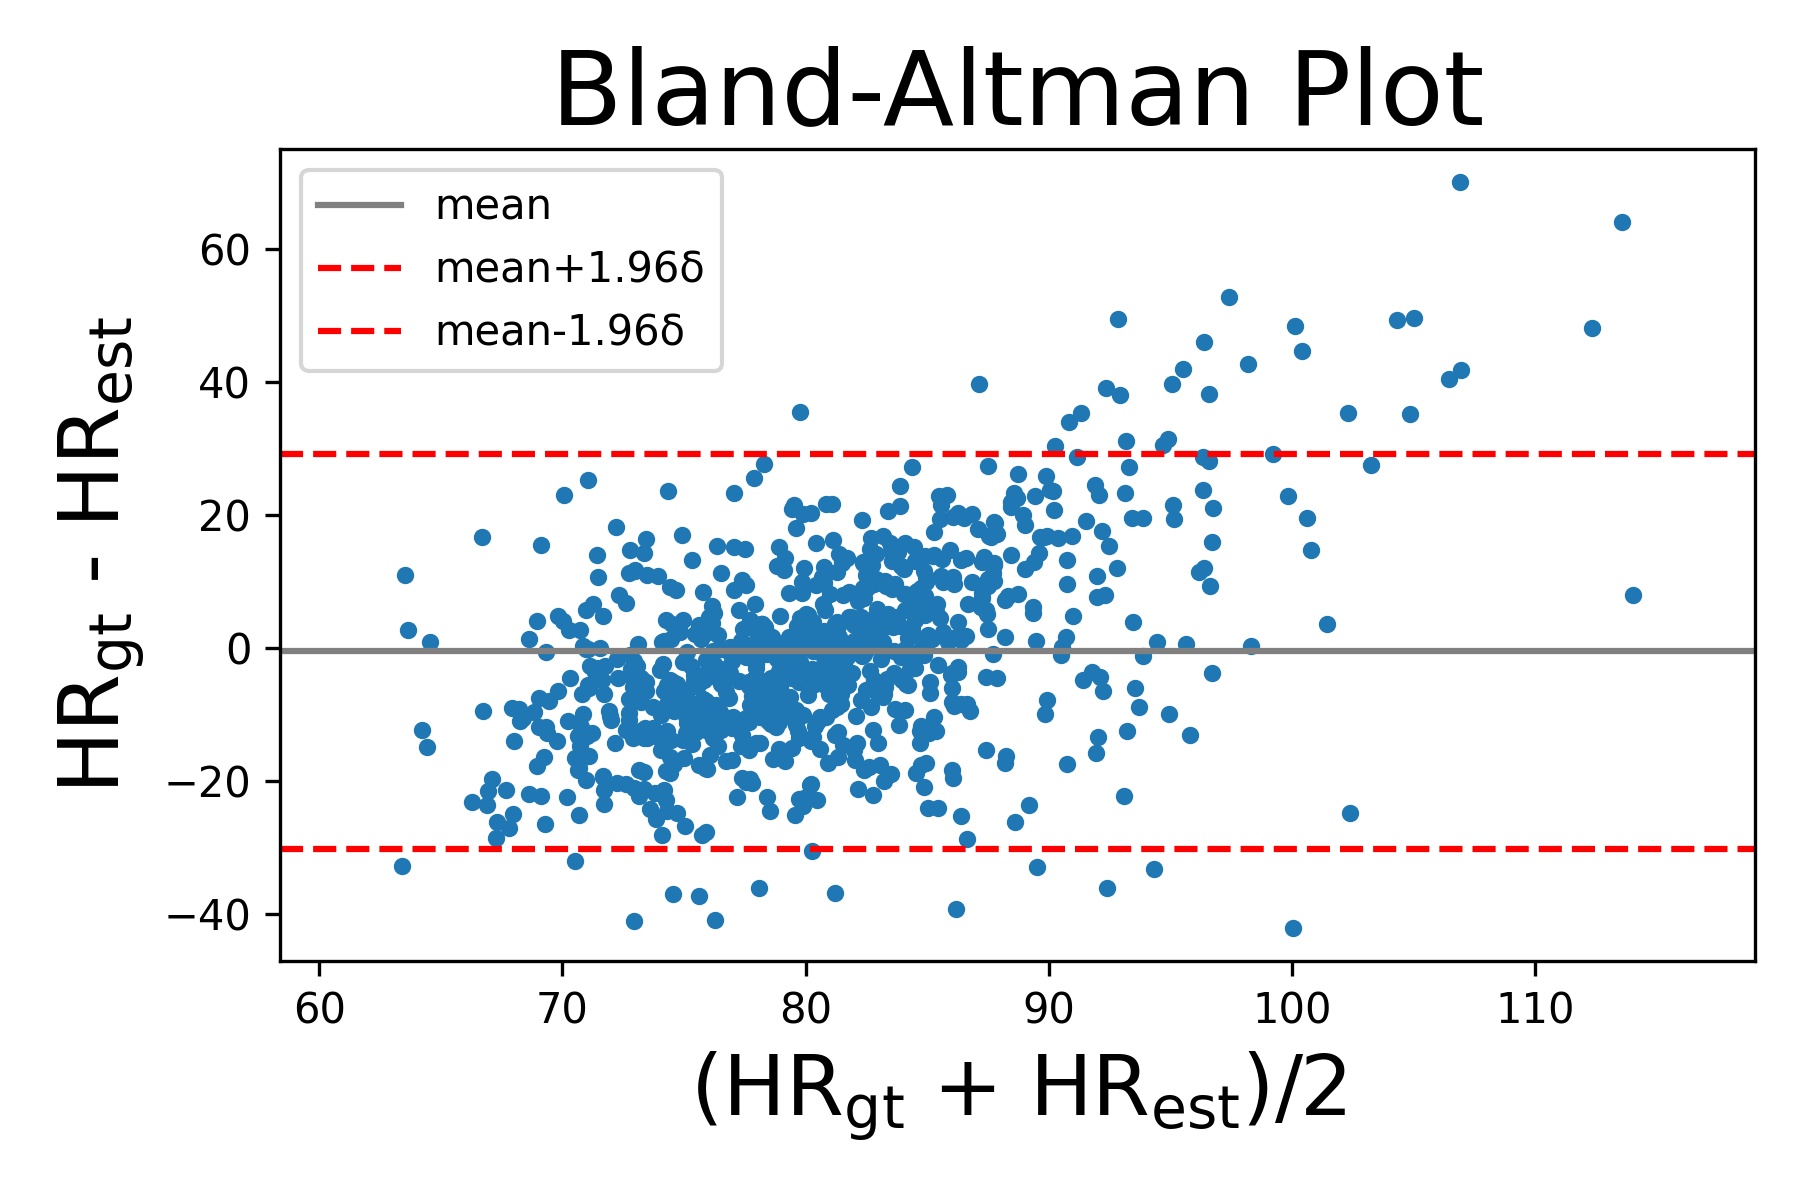 Bland-Altman Plot
mean
mean+1.96δ
mean-1.96δ
HRgt - HRest
60
40
20
0
−20
−40
60 70 80 90 100 110
(HRgt + HRest)/2